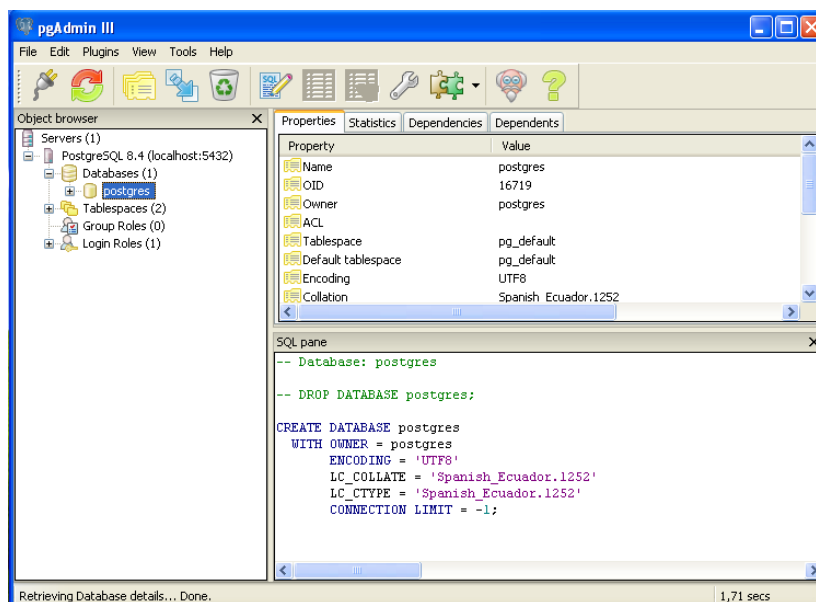 pgAdmin III
File Edit Plugins View Tools Help
SQL
Object browser
Servers (1)
PostgreSQL 8.4 (localhost:5432)
Databases (1)
postgres
Tablespaces (2)
Group Roles (0)
Login Roles (1)
Properties Statistics Dependencies Dependents
Property Value
Name postgres
OID 16719
Owner postgres
ACL
Tablespace pg_default
Default tablespace pg_default
Encoding UTF8
Collation Spanish_Ecuador.1252
SQL pane
-- Database: postgres
-- DROP DATABASE postgres;
CREATE DATABASE postgres
WITH OWNER = postgres
ENCODING = 'UTF8'
LC_COLLATE = 'Spanish_Ecuador.1252'
LC_CTYPE = 'Spanish_Ecuador.1252'
CONNECTION LIMIT = -1;
Retrieving Database details... Done. 1,71 secs